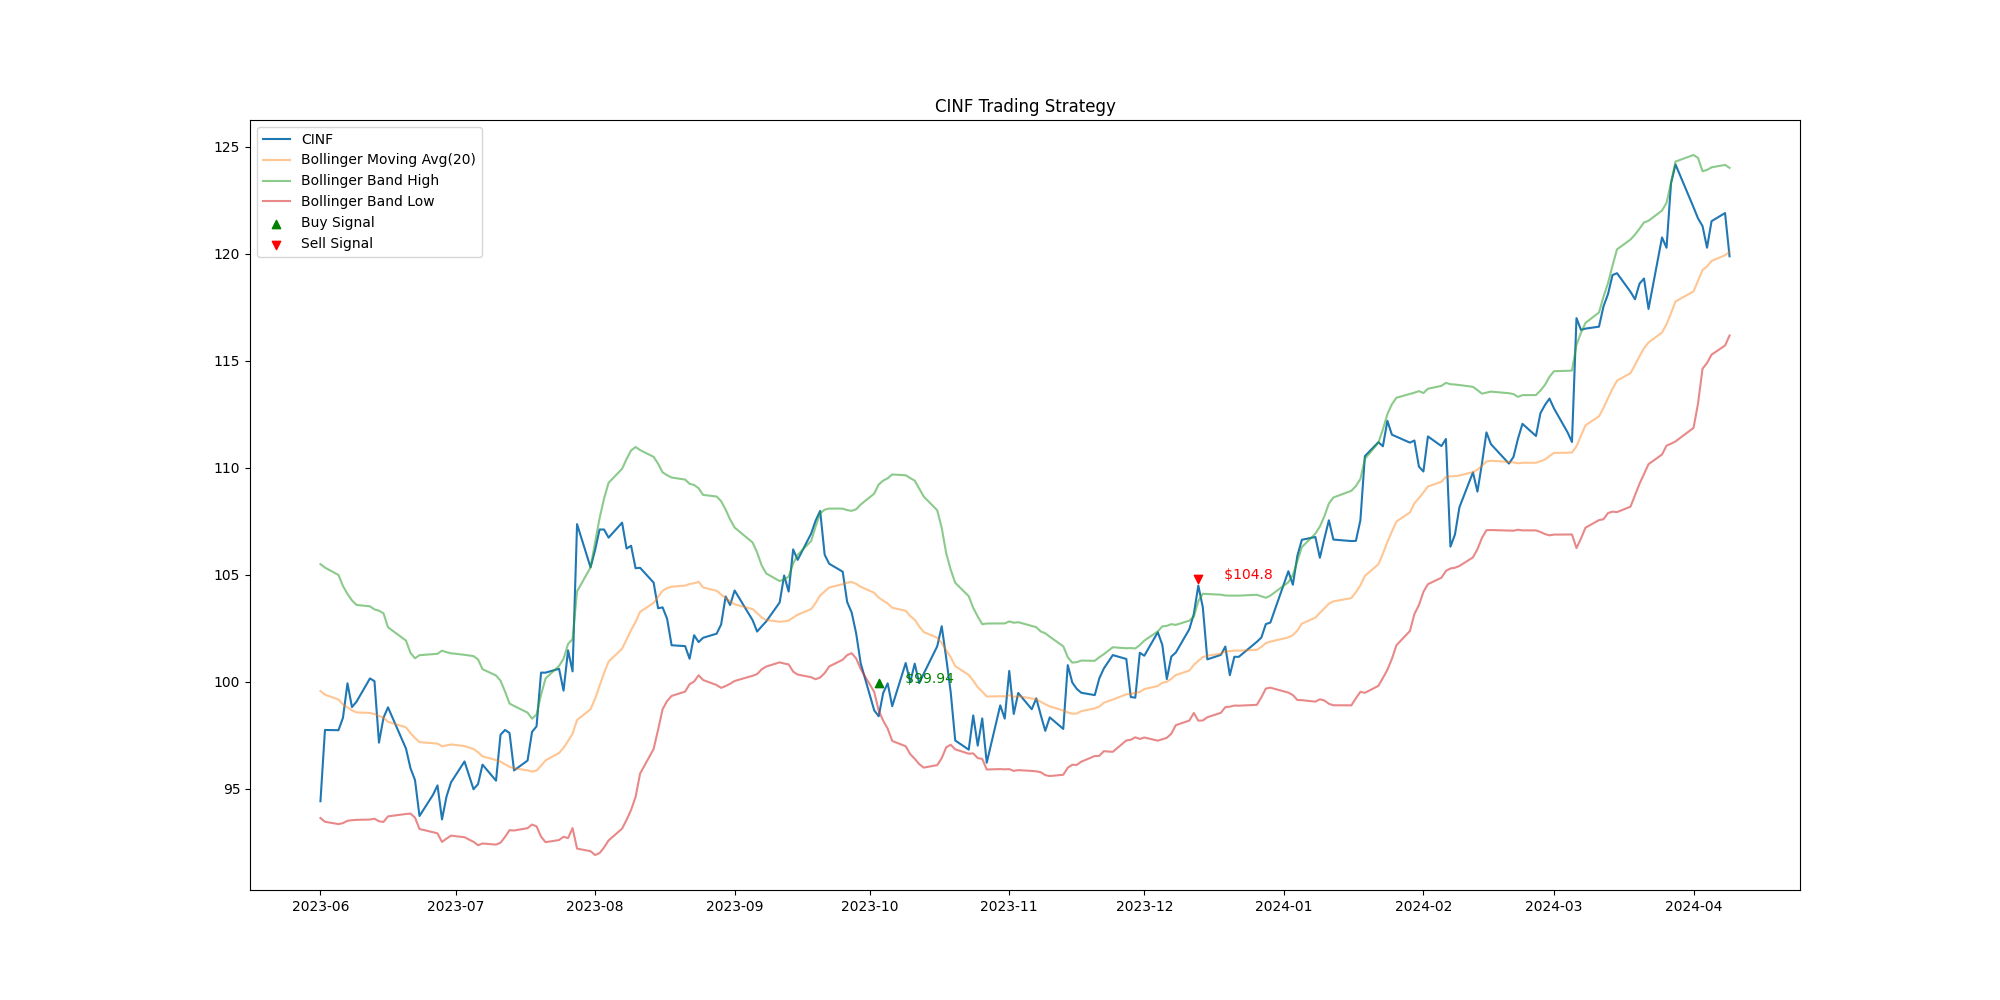 CINF Trading Strategy
CINF
Bollinger Moving Avg(20)
Bollinger Band High
Bollinger Band Low
Buy Signal
Sell Signal
125
120
115
110
105
100
95
$104.8
$99.94
2023-06 2023-07 2023-08 2023-09 2023-10 2023-11 2023-12 2024-01 2024-02 2024-03 2024-04